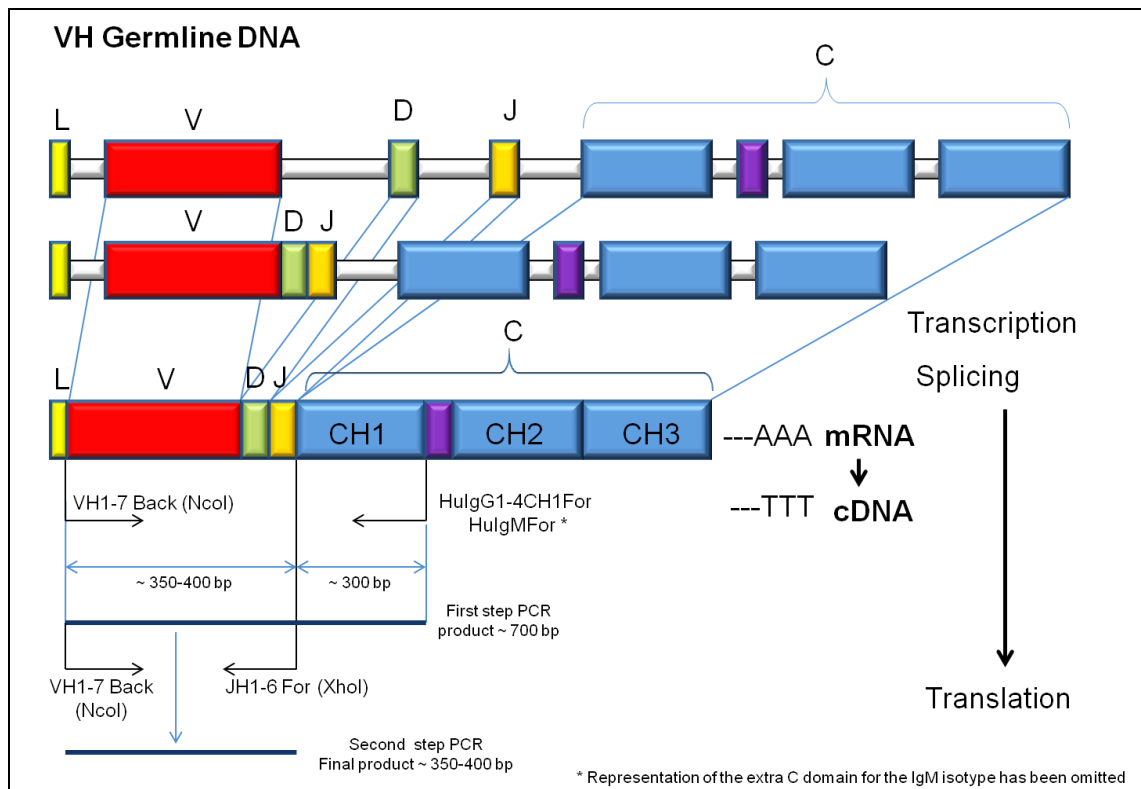 VH Germline DNA
C
L V D J
V D J
C
Transcription
L V D J
Splicing
CH1 CH2 CH3 ---AAA mRNA
---TTT cDNA
VH1-7 Back (NcoI)
HuIgG1-4CH1For
HuIgMFor *
~ 350-400 bp ~ 300 bp
First step PCR
product ~ 700 bp
VH1-7 Back
(NcoI)
JH1-6 For (XhoI)
Translation
Second step PCR
Final product ~ 350-400 bp
* Representation of the extra C domain for the IgM isotype has been omitted